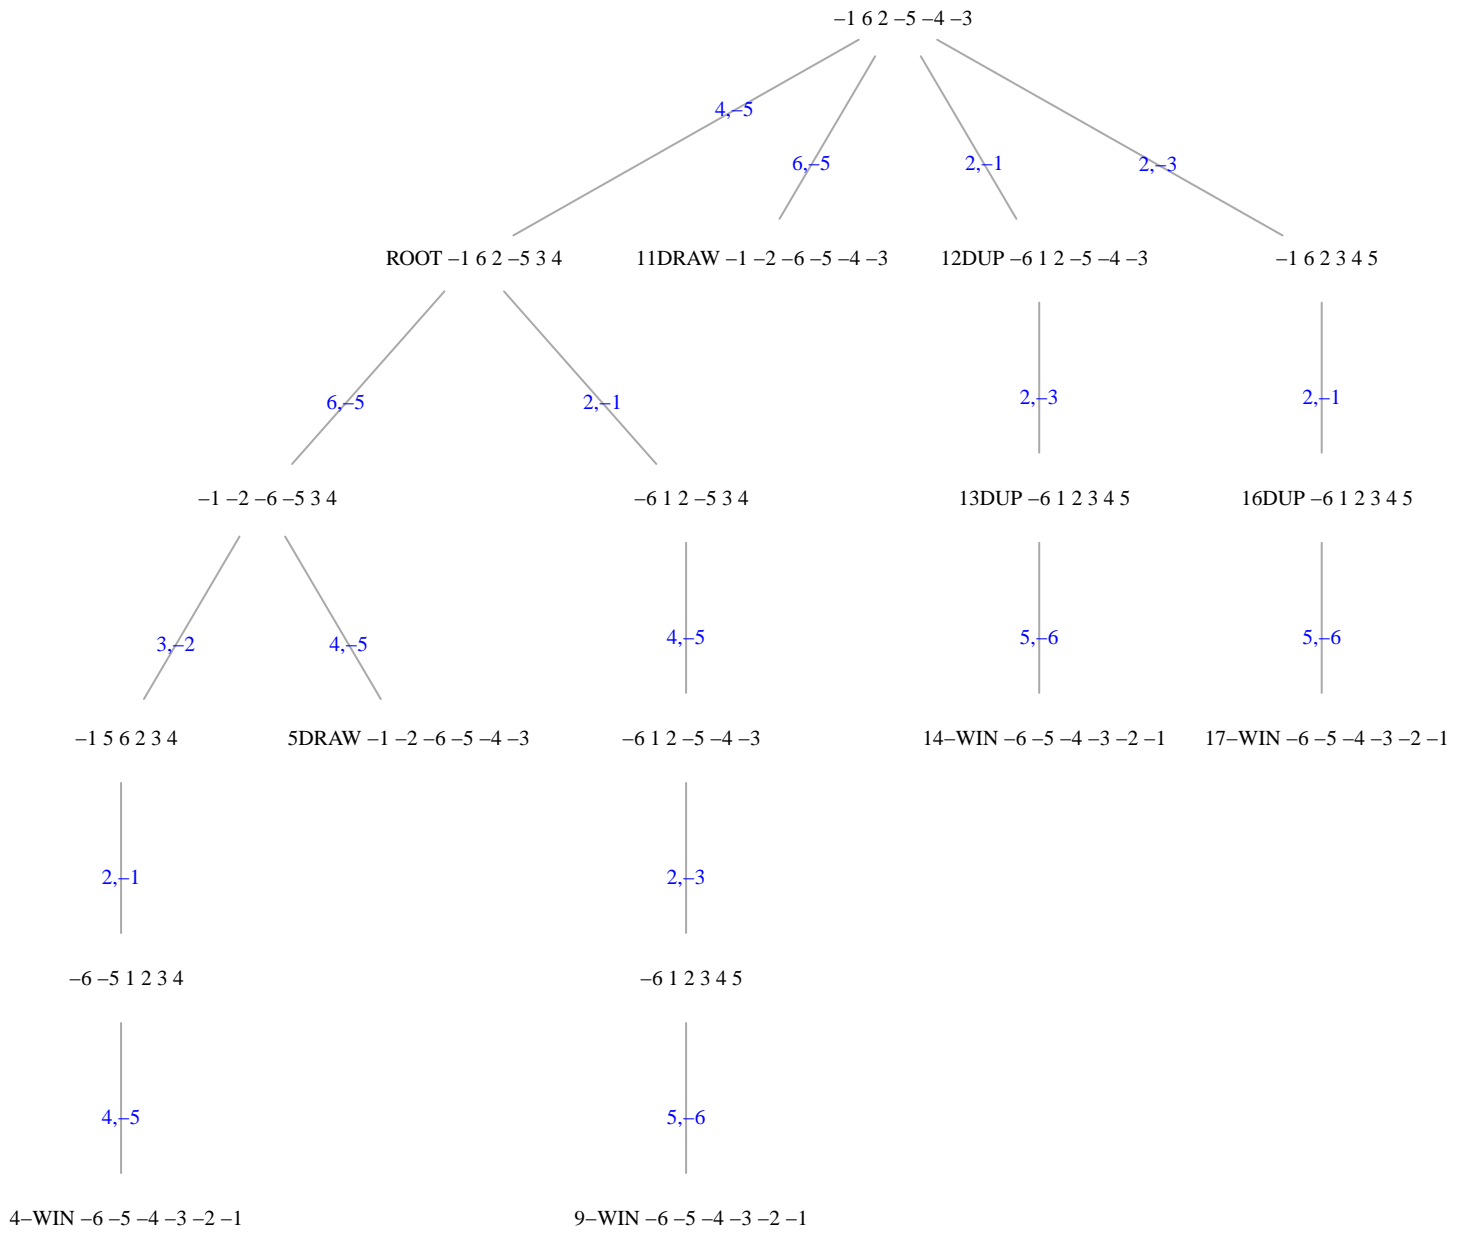 –1 6 2 –5 –4 –3
4,–5
6,–5
2,–1
2,–3
ROOT –1 6 2 –5 3 4
11DRAW –1 –2 –6 –5 –4 –3
12DUP –6 1 2 –5 –4 –3
–1 6 2 3 4 5
6,–5
2,–1
2,–3
2,–1
–1 –2 –6 –5 3 4
–6 1 2 –5 3 4
13DUP –6 1 2 3 4 5
16DUP –6 1 2 3 4 5
3,–2
4,–5
4,–5
5,–6
5,–6
–1 5 6 2 3 4
5DRAW –1 –2 –6 –5 –4 –3
–6 1 2 –5 –4 –3
14–WIN –6 –5 –4 –3 –2 –1
17–WIN –6 –5 –4 –3 –2 –1
2,–1
2,–3
–6 –5 1 2 3 4
–6 1 2 3 4 5
4,–5
5,–6
4–WIN –6 –5 –4 –3 –2 –1
9–WIN –6 –5 –4 –3 –2 –1